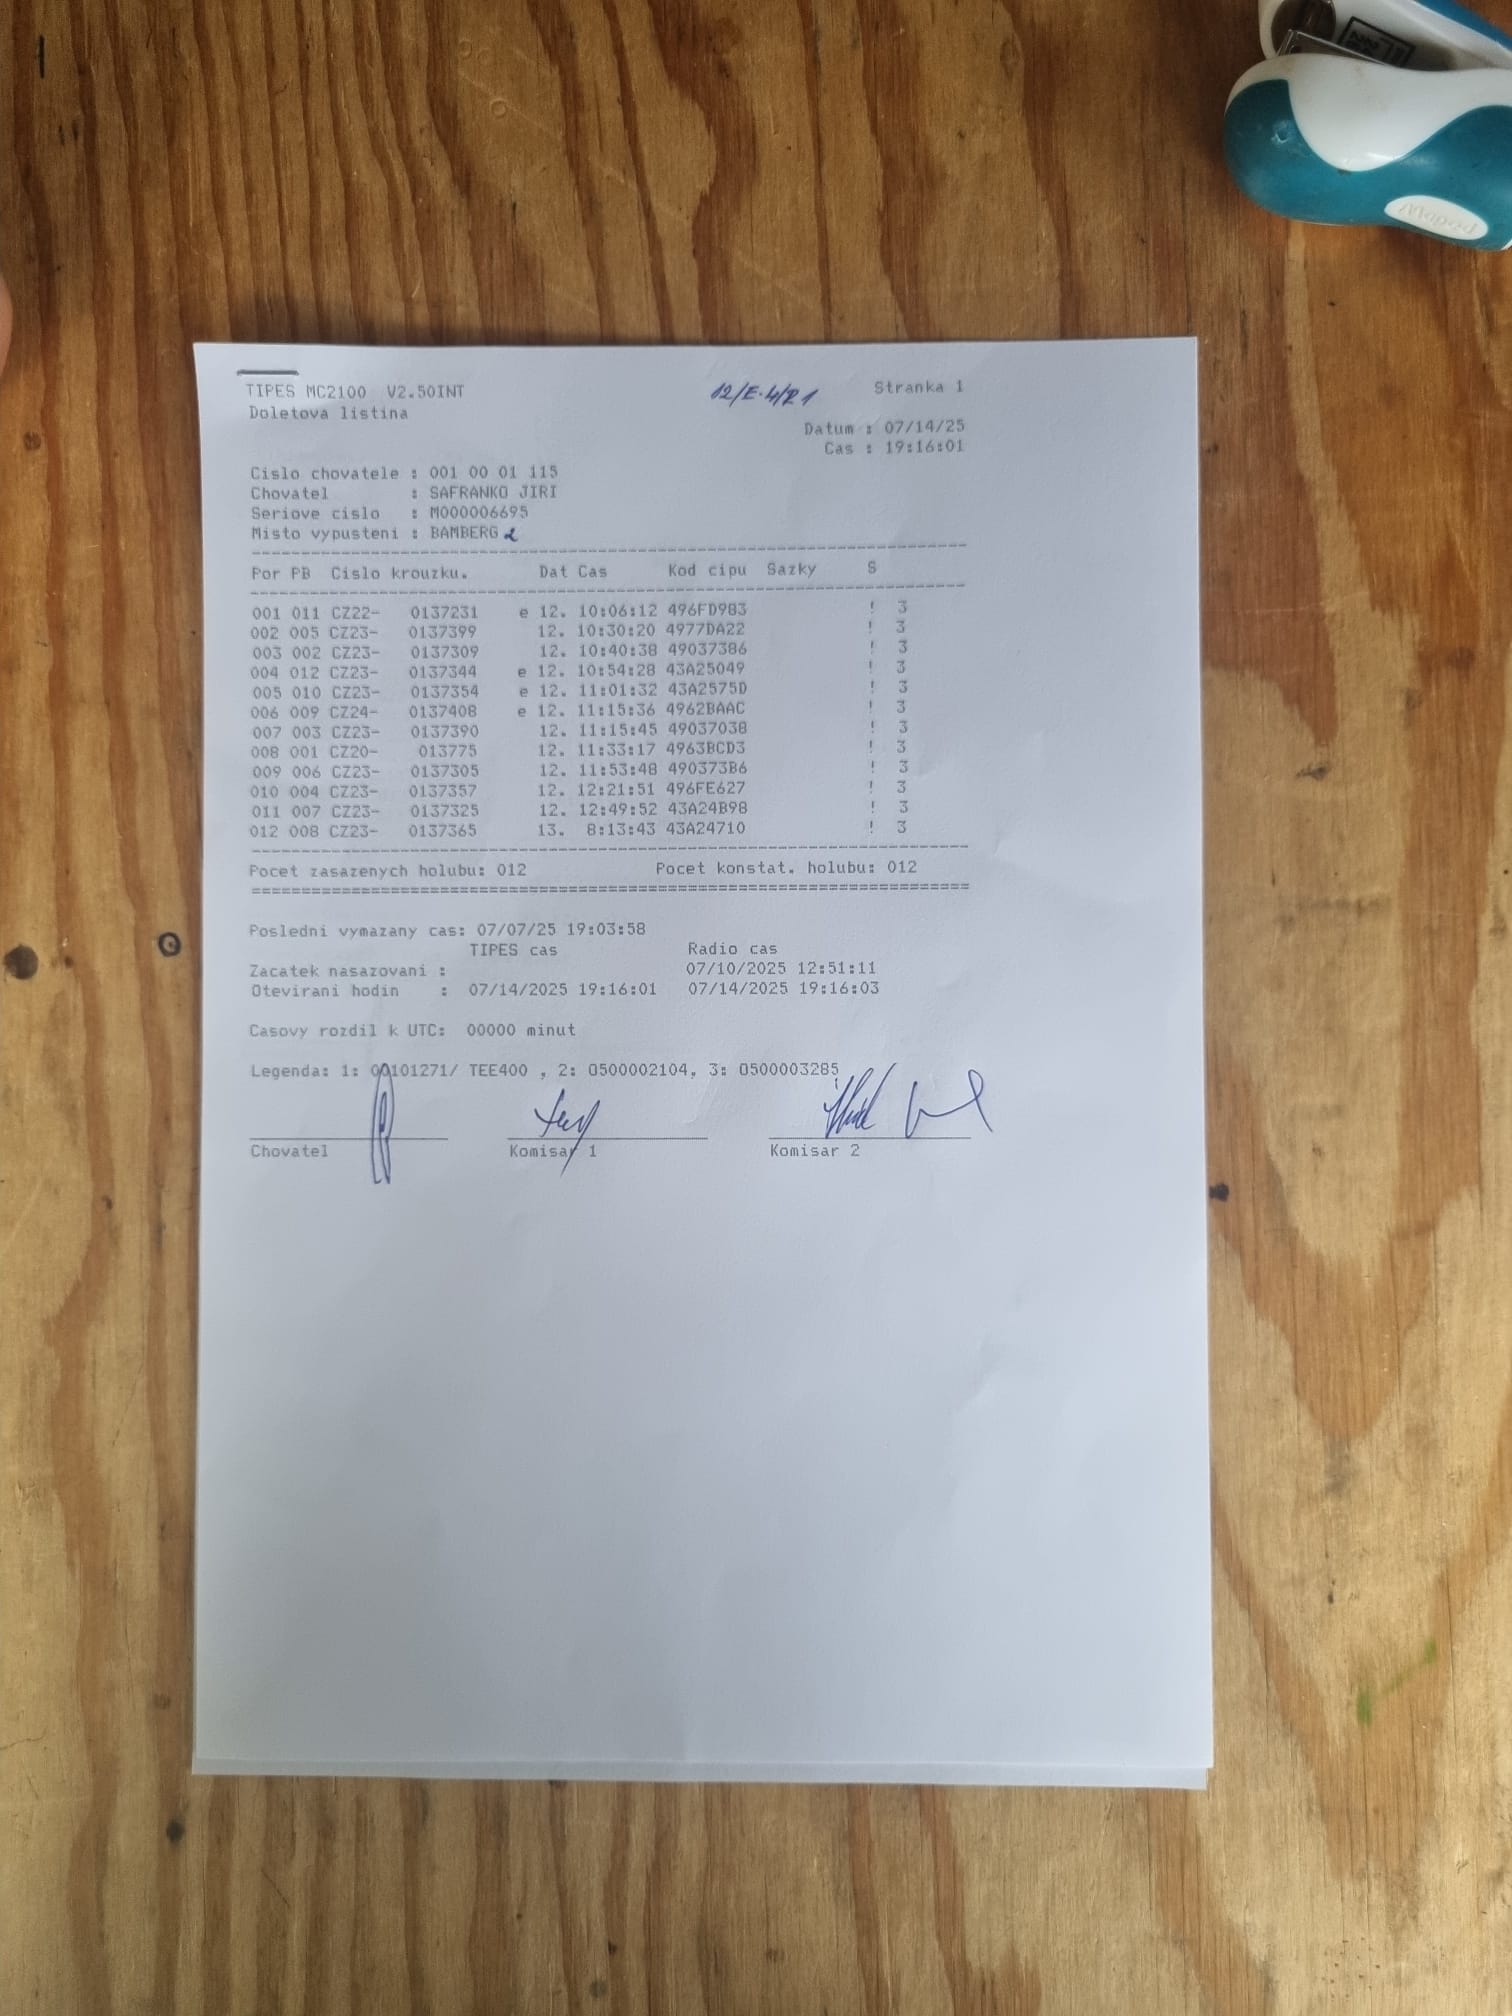 TIPES MC2100 V2.50INT 12/E.4/R1 Stranka 1
Doletova listina
Datum : 07/14/25
Cas : 19:16:01
Cislo chovatele : 001 00 01 115
Chovatel : SAFRANKO JIRI
Seriove cislo : M000006695
Misto vypusteni : BAMBERG 2
Por PB Cislo krouzku. Dat Cas Kod cipu Sazky S
001 011 CZ22- 0137231 e 12. 10:06:12 496FD983 ! 3
002 005 CZ23- 0137399 12. 10:30:20 4977DA22 ! 3
003 002 CZ23- 0137309 12. 10:40:38 49037386 ! 3
004 012 CZ23- 0137344 e 12. 10:54:28 43A25049 ! 3
005 010 CZ23- 0137354 e 12. 11:01:32 43A2575D ! 3
006 009 CZ24- 0137408 e 12. 11:15:36 4962BAAC ! 3
007 003 CZ23- 0137390 12. 11:15:45 49037038 ! 3
008 001 CZ20- 013775 12. 11:33:17 4963BCD3 ! 3
009 006 CZ23- 0137305 12. 11:53:48 490373B6 ! 3
010 004 CZ23- 0137357 12. 12:21:51 496FE627 ! 3
011 007 CZ23- 0137325 12. 12:49:52 43A24B98 ! 3
012 008 CZ23- 0137365 13. 8:13:43 43A24710 ! 3
Pocet zasazenych holubu: 012 Pocet konstat. holubu: 012
Posledni vymazany cas: 07/07/25 19:03:58
TIPES cas Radio cas
Zacatek nasazovani : 07/10/2025 12:51:11
Otevirani hodin : 07/14/2025 19:16:01 07/14/2025 19:16:03
Casovy rozdil k UTC: 00000 minut
Legenda: 1: 00101271/ TEE400 , 2: 0500002104, 3: 0500003285
Chovatel Komisar 1 Komisar 2